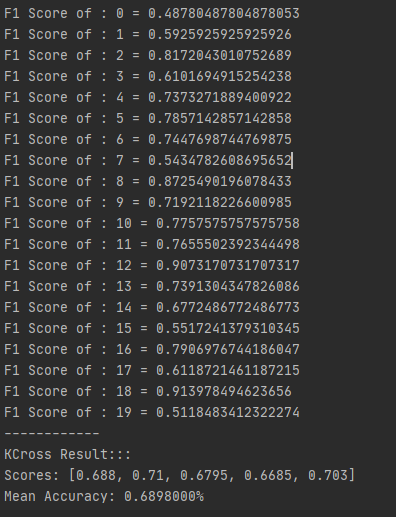 F1 Score of : 0 = 0.48780487804878053
F1 Score of : 1 = 0.5925925925925926
F1 Score of : 2 = 0.8172043010752689
F1 Score of : 3 = 0.6101694915254238
F1 Score of : 4 = 0.7373271889400922
F1 Score of : 5 = 0.7857142857142858
F1 Score of : 6 = 0.7447698744769875
F1 Score of : 7 = 0.5434782608695652
F1 Score of : 8 = 0.8725490196078433
F1 Score of : 9 = 0.7192118226600985
F1 Score of : 10 = 0.7757575757575758
F1 Score of : 11 = 0.7655502392344498
F1 Score of : 12 = 0.9073170731707317
F1 Score of : 13 = 0.7391304347826086
F1 Score of : 14 = 0.6772486772486773
F1 Score of : 15 = 0.5517241379310345
F1 Score of : 16 = 0.7906976744186047
F1 Score of : 17 = 0.6118721461187215
F1 Score of : 18 = 0.913978494623656
F1 Score of : 19 = 0.5118483412322274
------------
KCross Result:::
Scores: [0.688, 0.71, 0.6795, 0.6685, 0.703]
Mean Accuracy: 0.6898000%